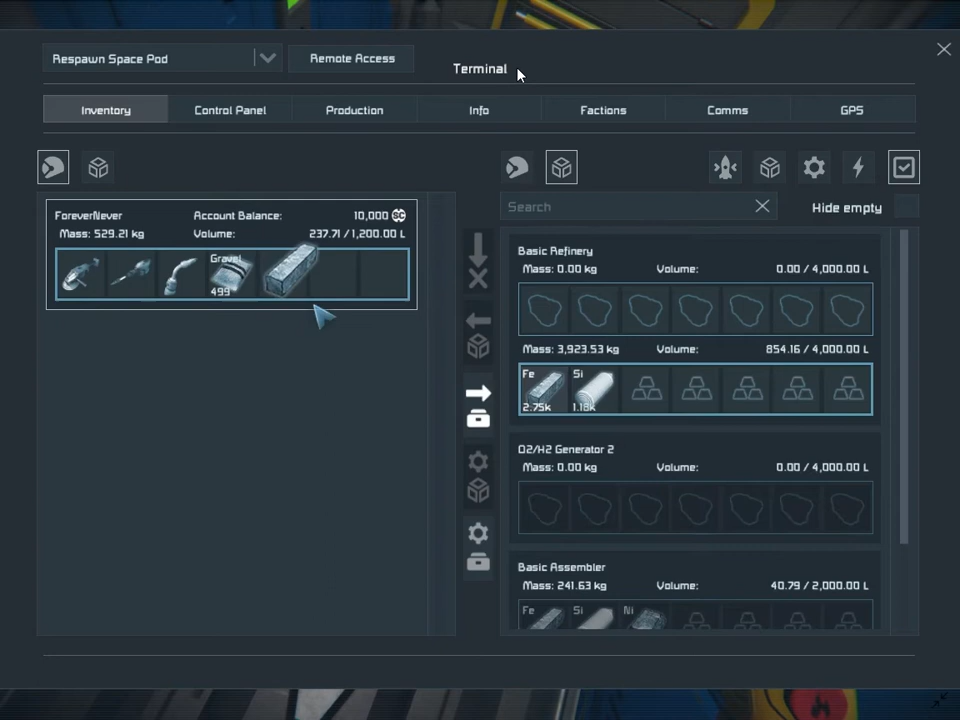 Respawn Space Pod
Remote Access
Terminal
Inventory
Control Panel
Production
Info
Factions
Comms
GPS
Search
Hide empty
ForeverNever
Account Balance:
10,000 SC
Mass: 529.21 kg
Volume:
237.71 / 1,200.00 L
Gravel
499
Basic Refinery
Mass: 0.00 kg
Volume:
0.00 / 4,000.00 L
Mass: 3,923.53 kg
Volume:
854.16 / 4,000.00 L
Fe
2.75k
Si
1.18k
O2/H2 Generator 2
Mass: 0.00 kg
Volume:
0.00 / 4,000.00 L
Basic Assembler
Mass: 241.63 kg
Volume:
40.79 / 2,000.00 L
Fe
Si
Ni